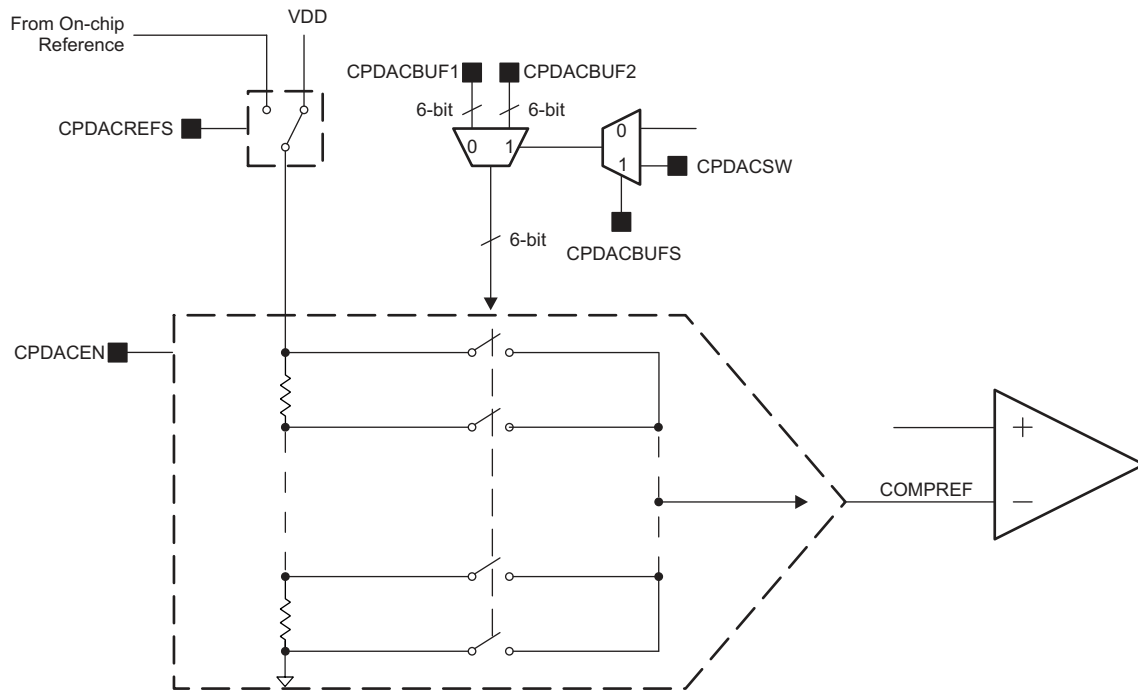 From On-chip
Reference
VDD
CPDACBUF1
CPDACBUF2
6-bit
6-bit
CPDACREFS
0
1
0
1
CPDACSW
6-bit
CPDACBUFS
CPDACEN
+
COMPREF
−